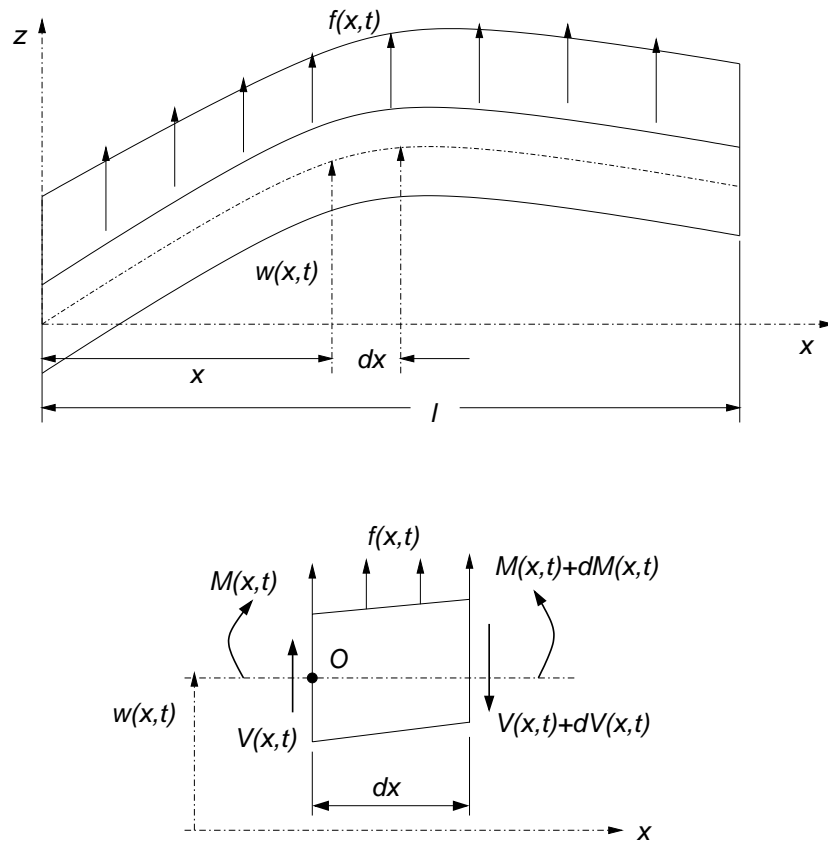 z
f(x,t)
w(x,t)
x
x
dx
l
f(x,t)
M(x,t)
M(x,t)+dM(x,t)
O
w(x,t)
V(x,t)
V(x,t)+dV(x,t)
dx
x